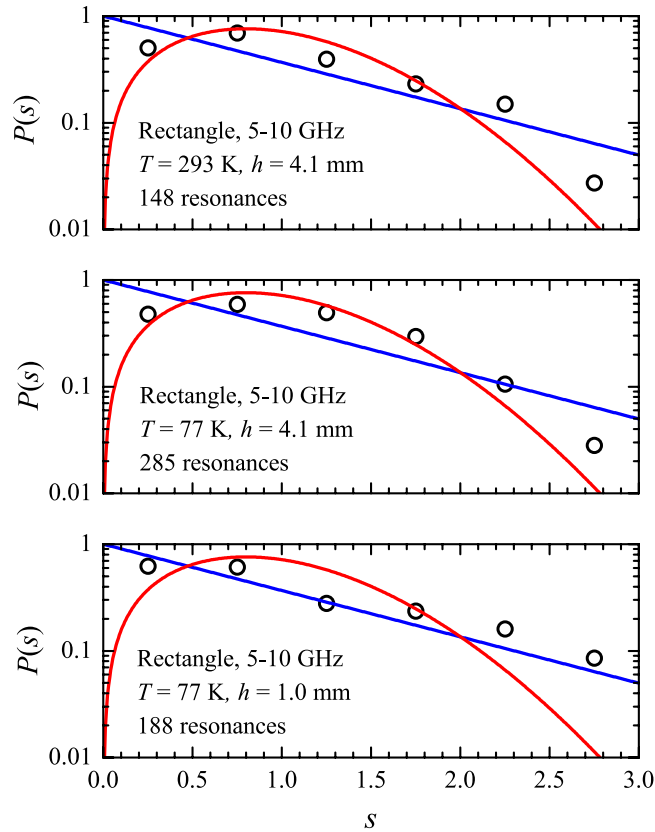 1
0.1
0.01
P(s)
Rectangle, 5-10 GHz
T = 293 K, h = 4.1 mm
148 resonances
1
0.1
0.01
P(s)
Rectangle, 5-10 GHz
T = 77 K, h = 4.1 mm
285 resonances
1
0.1
0.01
P(s)
Rectangle, 5-10 GHz
T = 77 K, h = 1.0 mm
188 resonances
0.0 0.5 1.0 1.5 2.0 2.5 3.0
s